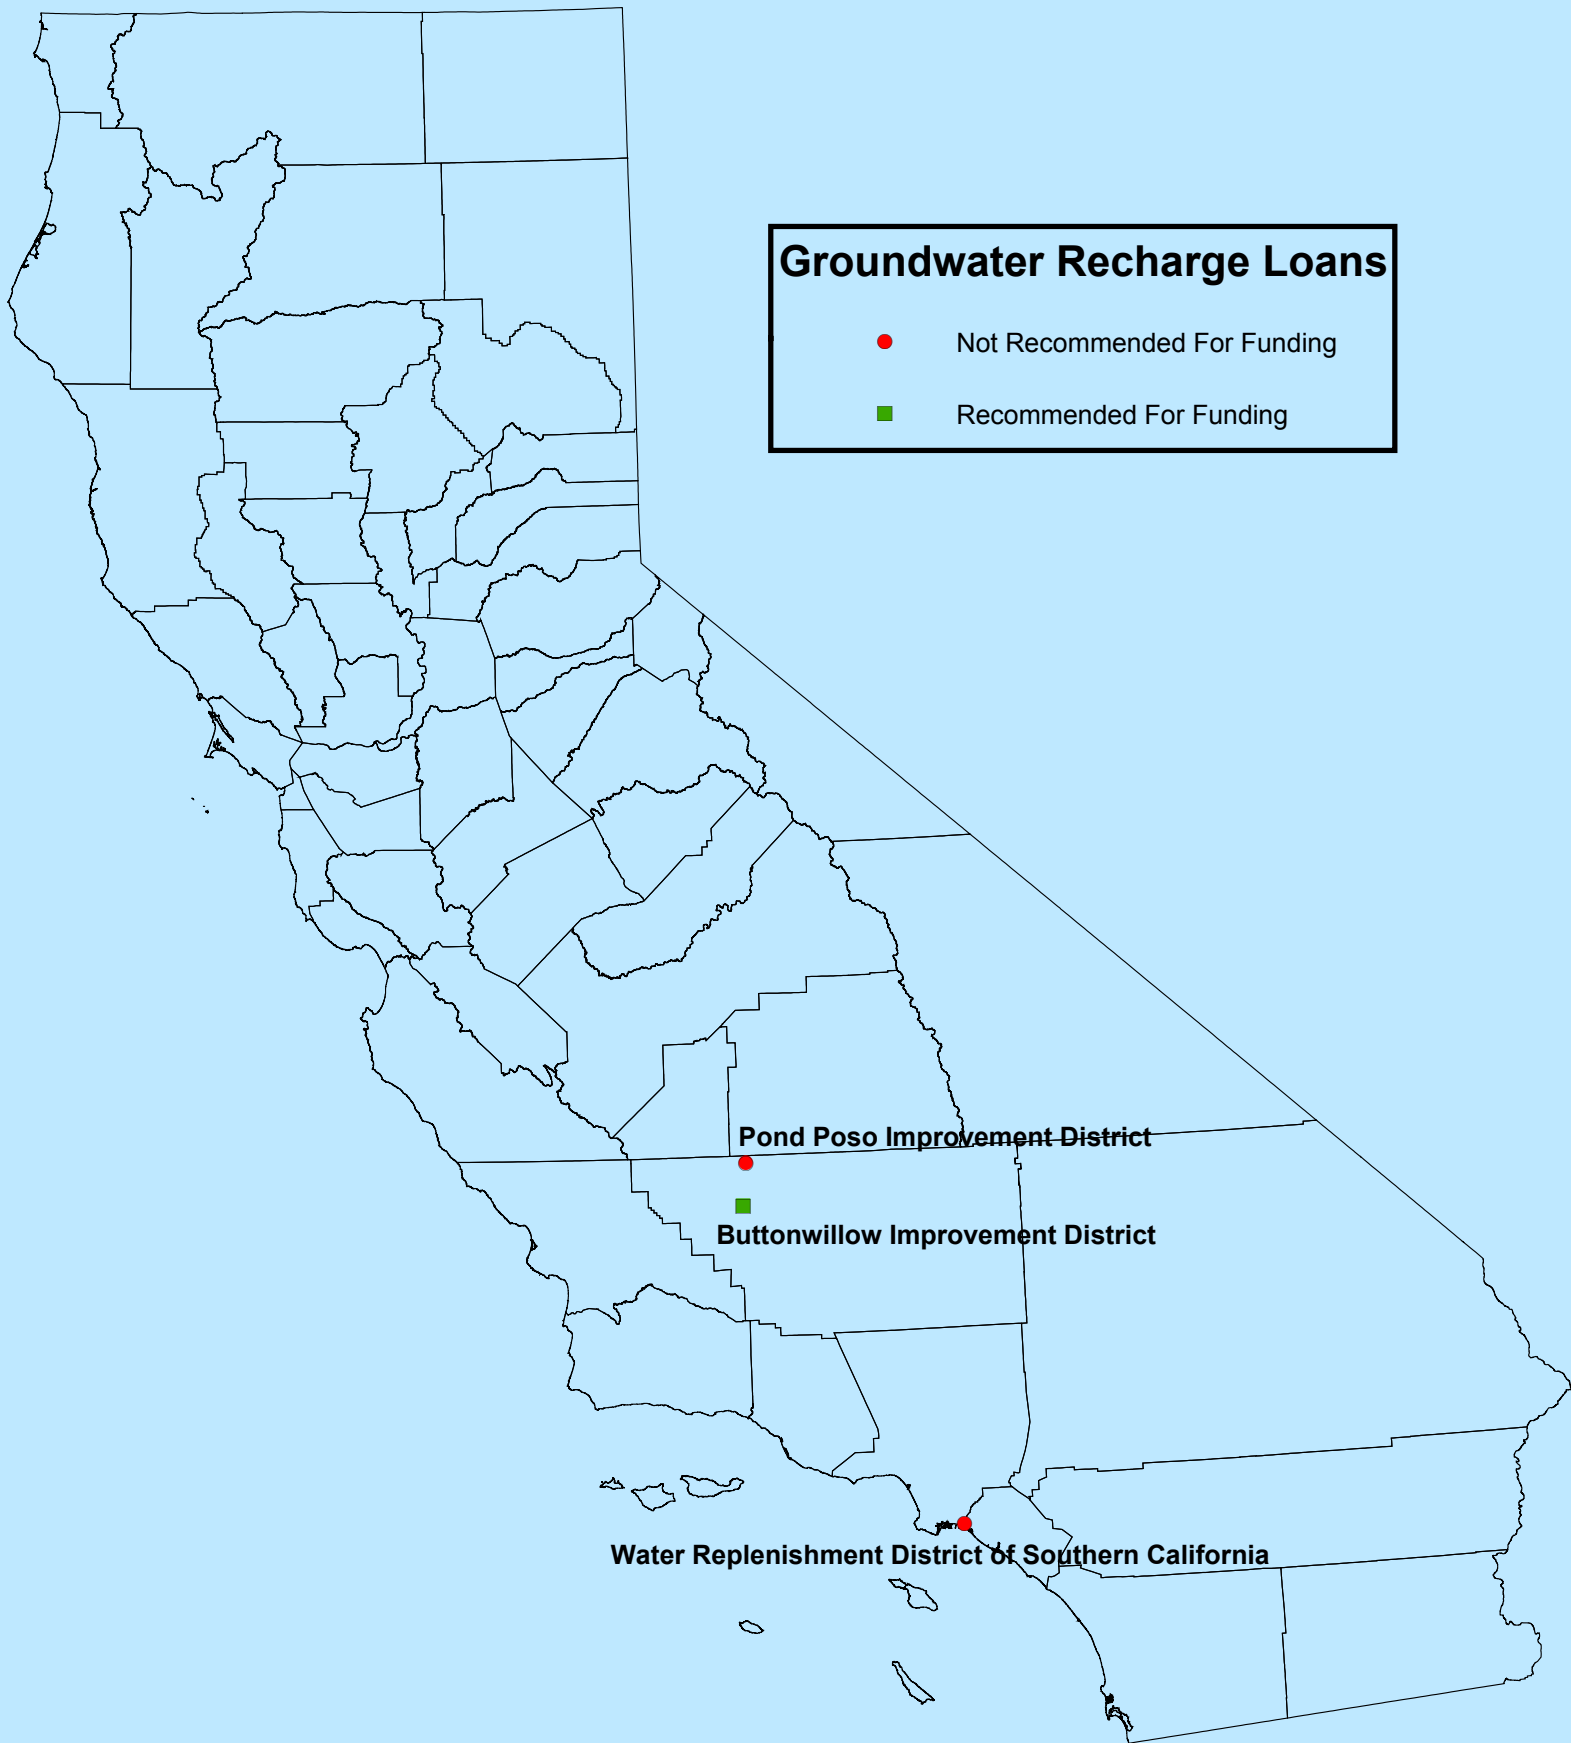 Groundwater Recharge Loans
Not Recommended For Funding
Recommended For Funding
Pond Poso Improvement District
Buttonwillow Improvement District
Water Replenishment District of Southern California